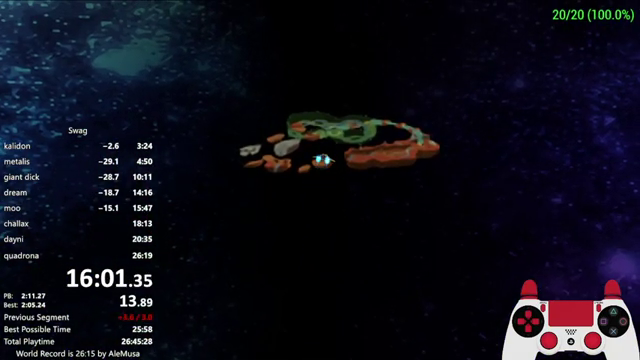 20/20 (100.0%)
Swag
kalidon −2.6 3:24
metalis −29.1 4:50
giant dick −28.7 10:11
dream −18.7 14:16
moo −15.1 15:47
challax 18:13
dayni 20:35
quadrona 26:19
16:01.35
PB: 2:11.27
Best: 2:05.24
13.89
Previous Segment +3.6 / 3.8
Best Possible Time 25:58
Total Playtime 26:45:28
World Record is 26:15 by AleMusa